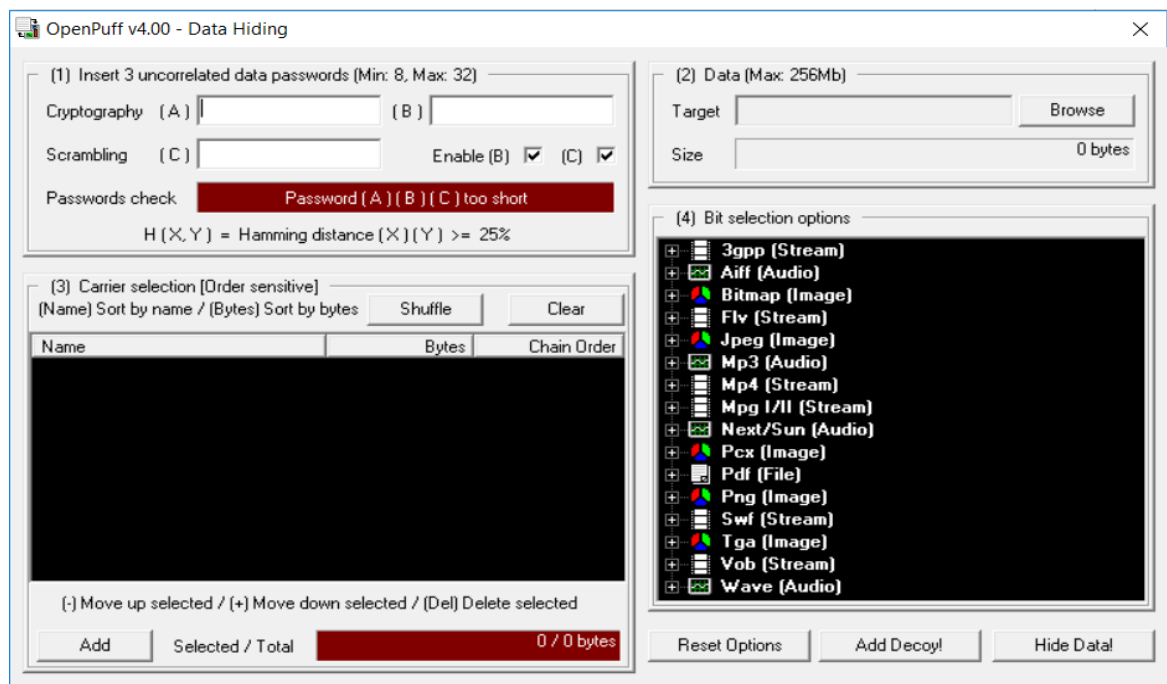 OpenPuff v4.00 - Data Hiding
(1) Insert 3 uncorrelated data passwords (Min: 8, Max: 32)
Cryptography (A) (B)
Scrambling (C) Enable (B) (C)
Passwords check Password (A) (B) (C) too short
H (X, Y) = Hamming distance (X) (Y) >= 25%
(2) Data (Max: 256Mb)
Target Browse
Size 0 bytes
(3) Carrier selection [Order sensitive]
(Name) Sort by name / (Bytes) Sort by bytes Shuffle Clear
Name Bytes Chain Order
(-) Move up selected / (+) Move down selected / (Del) Delete selected
Add Selected / Total 0 / 0 bytes
(4) Bit selection options
3gpp (Stream)
Aiff (Audio)
Bitmap (Image)
Flv (Stream)
Jpeg (Image)
Mp3 (Audio)
Mp4 (Stream)
Mpg I/II (Stream)
Next/Sun (Audio)
Pcx (Image)
Pdf (File)
Png (Image)
Swf (Stream)
Tga (Image)
Vob (Stream)
Wave (Audio)
Reset Options Add Decoy! Hide Data!